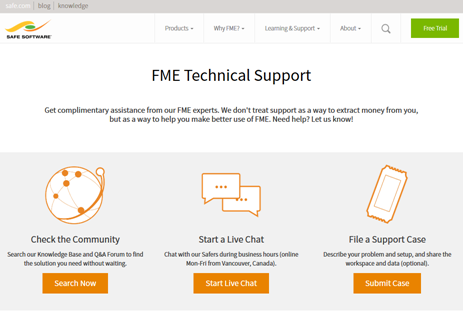 safe.com blog knowledge
SAFE SOFTWARE
Products Why FME? Learning & Support About Free Trial
FME Technical Support
Get complimentary assistance from our FME experts. We don't treat support as a way to extract money from you,
but as a way to help you make better use of FME. Need help? Let us know!
Check the Community
Search our Knowledge Base and Q&A Forum to find
the solution you need without waiting.
Search Now
Start a Live Chat
Chat with our Safers during business hours (online
Mon-Fri from Vancouver, Canada).
Start Live Chat
File a Support Case
Describe your problem and setup, and share the
workspace and data (optional).
Submit Case